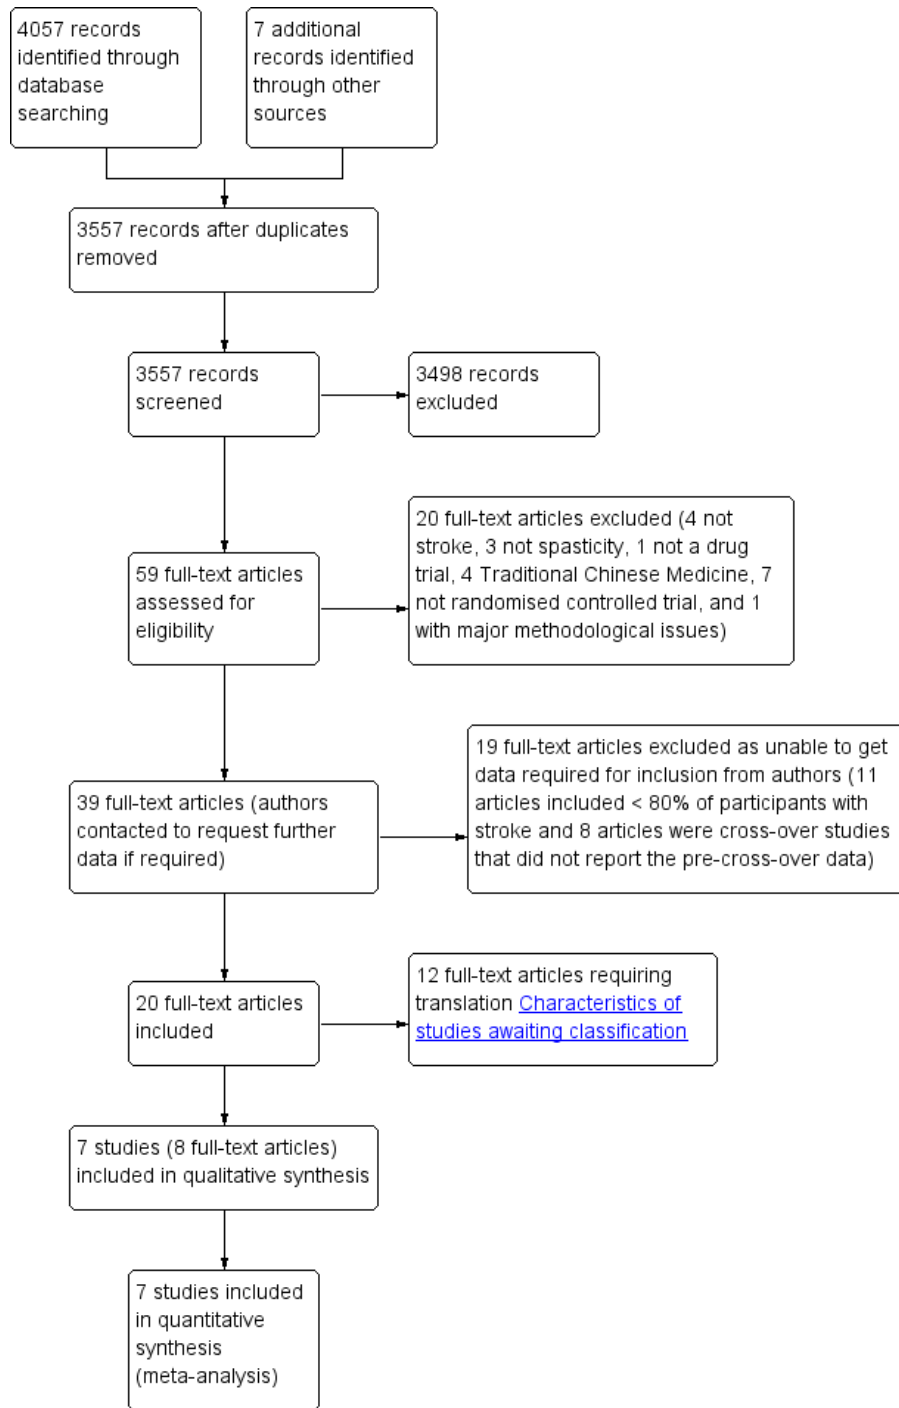 4057 records
identified through
database
searching
7 additional
records identified
through other
sources
3557 records after duplicates
removed
3557 records
screened
3498 records
excluded
59 full-text articles
assessed for
eligibility
20 full-text articles excluded (4 not
stroke, 3 not spasticity, 1 not a drug
trial, 4 Traditional Chinese Medicine, 7
not randomised controlled trial, and 1
with major methodological issues)
39 full-text articles (authors
contacted to request further
data if required)
19 full-text articles excluded as unable to get
data required for inclusion from authors (11
articles included < 80% of participants with
stroke and 8 articles were cross-over studies
that did not report the pre-cross-over data)
20 full-text articles
included
12 full-text articles requiring
translation Characteristics of
studies awaiting classification
7 studies (8 full-text articles)
included in qualitative synthesis
7 studies included
in quantitative
synthesis
(meta-analysis)